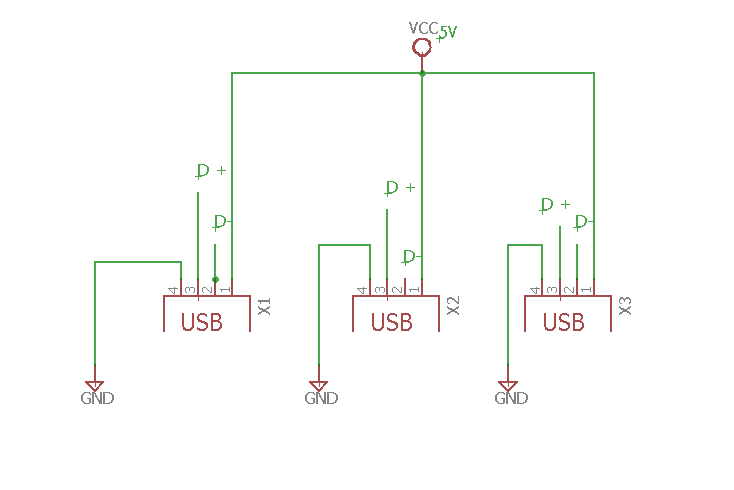 VCC 5V
D +
D +
D-
D +
D-
D-
4 3 2 1
4 3 2 1
4 3 2 1
USB X1
USB X2
USB X3
GND
GND
GND